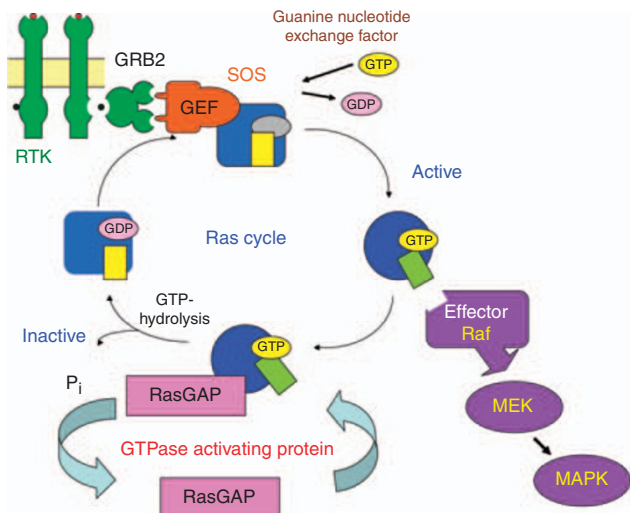 Guanine nucleotide
exchange factor
GRB2
SOS
GTP
GEF
GDP
RTK
Active
GDP
Ras cycle
GTP
GTP-
hydrolysis
Effector
Raf
Inactive
GTP
P i
RasGAP
MEK
GTPase activating protein
MAPK
RasGAP